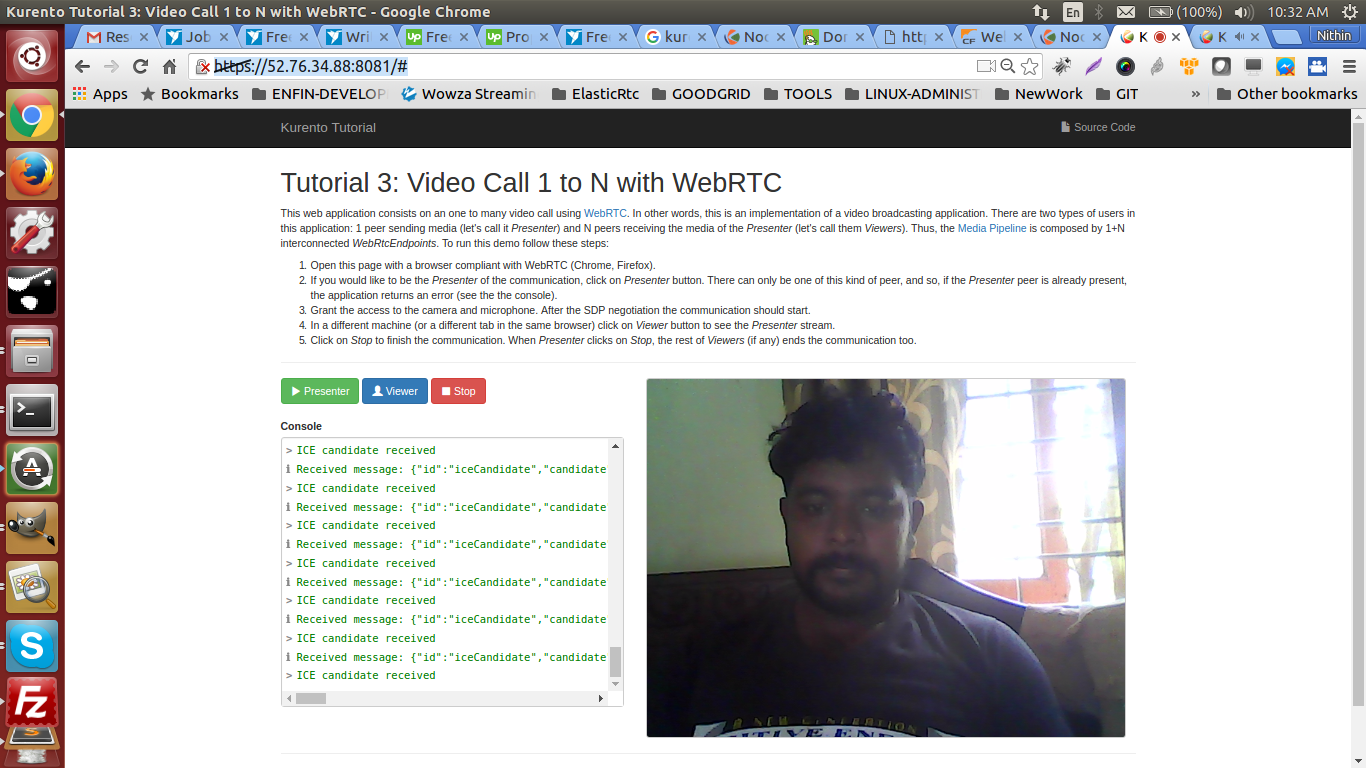 Kurento Tutorial 3: Video Call 1 to N with WebRTC - Google Chrome
En
(100%)
10:32 AM
Res
Job
Free
Wri
Free
Pro
Free
kur
Noc
Dor
http
Wel
Noc
K
K
Nithin
https://52.76.34.88:8081/#
Apps
Bookmarks
ENFIN-DEVELOP
Wowza Streamin
ElasticRtc
GOODGRID
TOOLS
LINUX-ADMINIST
NewWork
GIT
»
Other bookmarks
Kurento Tutorial
Source Code
Tutorial 3: Video Call 1 to N with WebRTC
This web application consists on an one to many video call using WebRTC. In other words, this is an implementation of a video broadcasting application. There are two types of users in
this application: 1 peer sending media (let's call it Presenter) and N peers receiving the media of the Presenter (let's call them Viewers). Thus, the Media Pipeline is composed by 1+N
interconnected WebRtcEndpoints. To run this demo follow these steps:
1. Open this page with a browser compliant with WebRTC (Chrome, Firefox).
2. If you would like to be the Presenter of the communication, click on Presenter button. There can only be one of this kind of peer, and so, if the Presenter peer is already present,
the application returns an error (see the the console).
3. Grant the access to the camera and microphone. After the SDP negotiation the communication should start.
4. In a different machine (or a different tab in the same browser) click on Viewer button to see the Presenter stream.
5. Click on Stop to finish the communication. When Presenter clicks on Stop, the rest of Viewers (if any) ends the communication too.
Presenter
Viewer
Stop
Console
> ICE candidate received
i Received message: {"id":"iceCandidate","candidate
> ICE candidate received
i Received message: {"id":"iceCandidate","candidate
> ICE candidate received
i Received message: {"id":"iceCandidate","candidate
> ICE candidate received
i Received message: {"id":"iceCandidate","candidate
> ICE candidate received
i Received message: {"id":"iceCandidate","candidate
> ICE candidate received
i Received message: {"id":"iceCandidate","candidate
> ICE candidate received
A NEW GENERATION